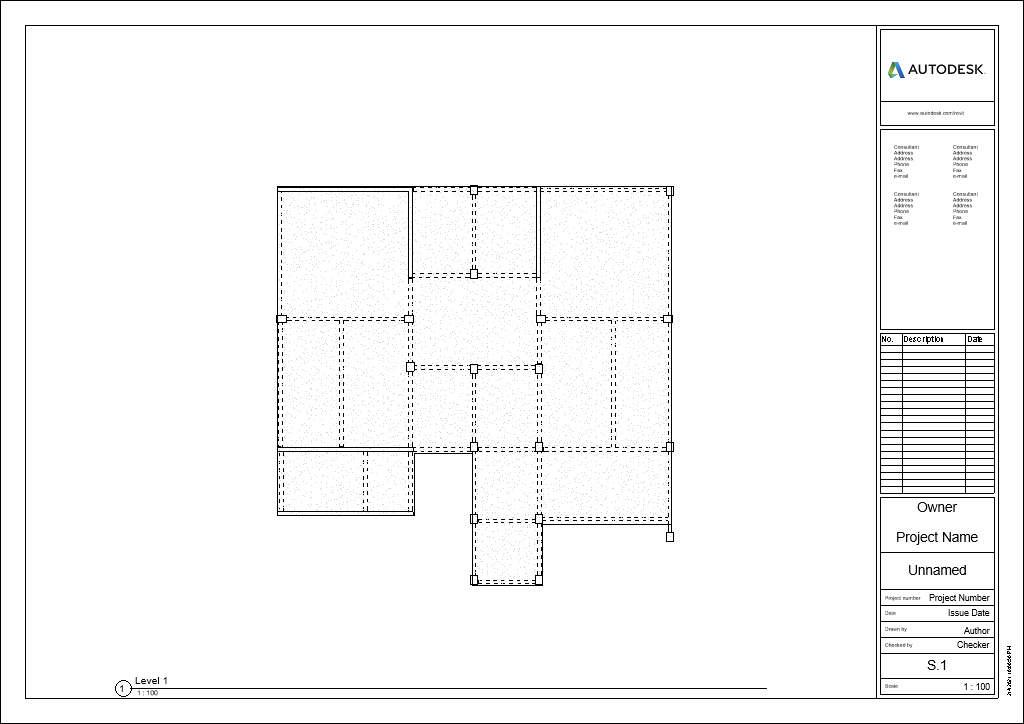 AUTODESK.
www.autodesk.com/revit
Consultant
Address
Address
Phone
Fax
e-mail
Consultant
Address
Address
Phone
Fax
e-mail
Consultant
Address
Address
Phone
Fax
e-mail
Consultant
Address
Address
Phone
Fax
e-mail
No. Description Date
Owner
Project Name
Unnamed
Project number Project Number
Date Issue Date
Drawn by Author
Checked by Checker
S.1
Scale 1 : 100
1 Level 1
1 : 100